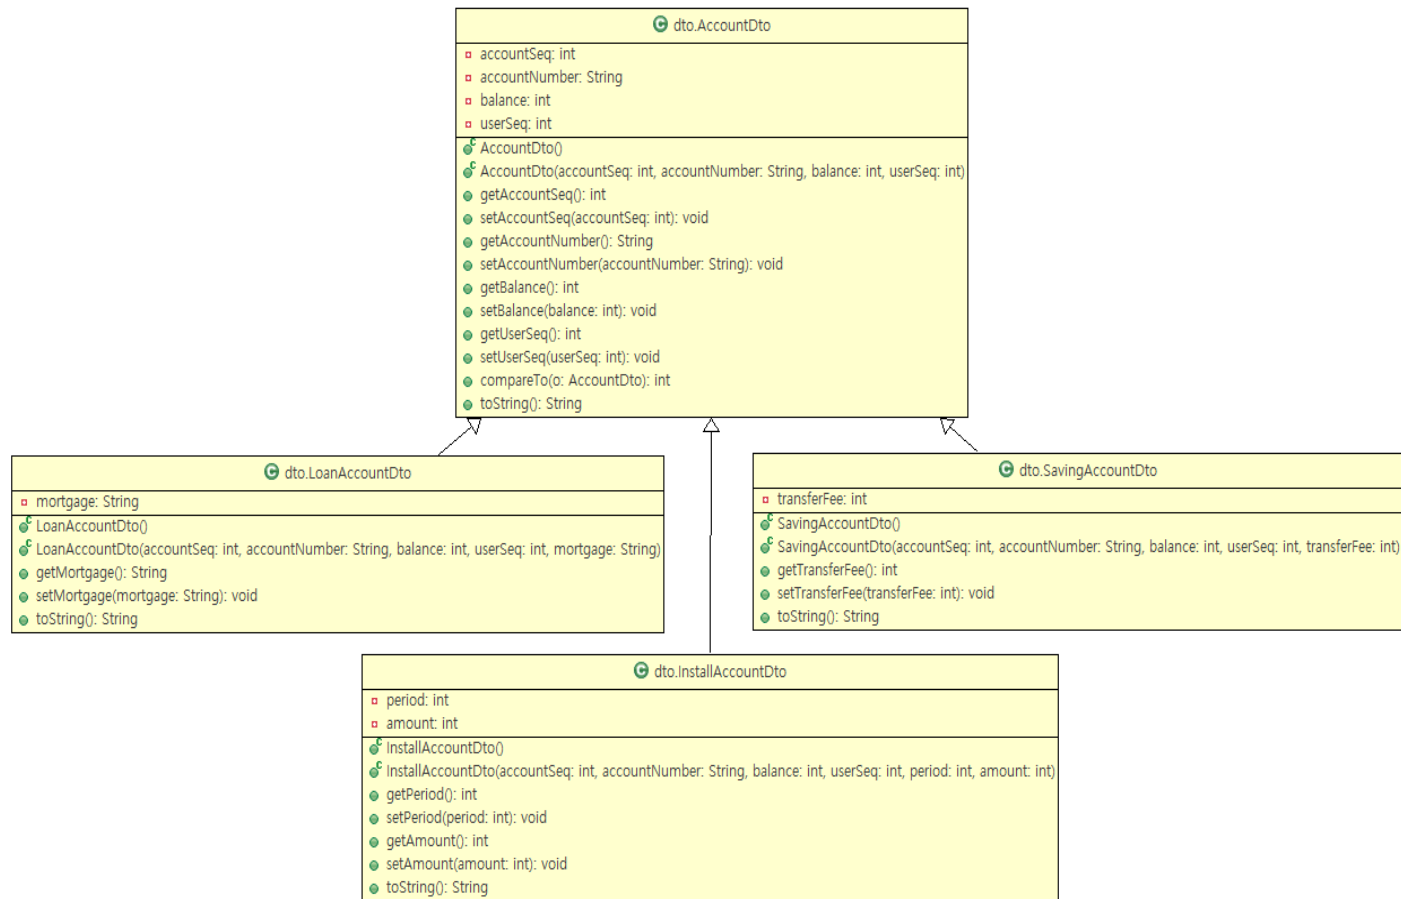 dto.AccountDto
accountSeq: int
accountNumber: String
balance: int
userSeq: int
AccountDto()
AccountDto(accountSeq: int, accountNumber: String, balance: int, userSeq: int)
getAccountSeq(): int
setAccountSeq(accountSeq: int): void
getAccountNumber(): String
setAccountNumber(accountNumber: String): void
getBalance(): int
setBalance(balance: int): void
getUserSeq(): int
setUserSeq(userSeq: int): void
compareTo(o: AccountDto): int
toString(): String
dto.LoanAccountDto
mortgage: String
LoanAccountDto()
LoanAccountDto(accountSeq: int, accountNumber: String, balance: int, userSeq: int, mortgage: String)
getMortgage(): String
setMortgage(mortgage: String): void
toString(): String
dto.SavingAccountDto
transferFee: int
SavingAccountDto()
SavingAccountDto(accountSeq: int, accountNumber: String, balance: int, userSeq: int, transferFee: int)
getTransferFee(): int
setTransferFee(transferFee: int): void
toString(): String
dto.InstallAccountDto
period: int
amount: int
InstallAccountDto()
InstallAccountDto(accountSeq: int, accountNumber: String, balance: int, userSeq: int, period: int, amount: int)
getPeriod(): int
setPeriod(period: int): void
getAmount(): int
setAmount(amount: int): void
toString(): String